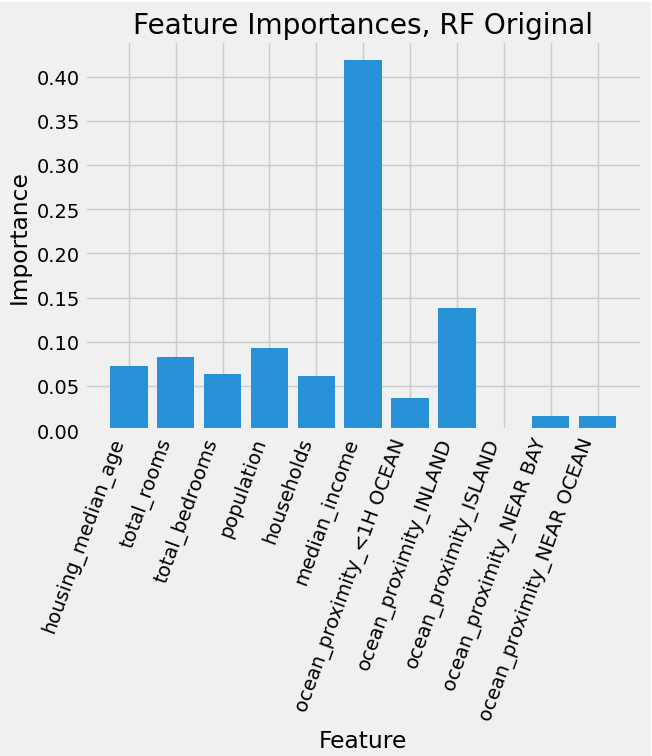 Feature Importances, RF Original
0.40
0.35
0.30
0.25
0.20
0.15
0.10
0.05
0.00
Importance
housing_median_age
total_rooms
total_bedrooms
population
households
median_income
ocean_proximity_<1H OCEAN
ocean_proximity_INLAND
ocean_proximity_ISLAND
ocean_proximity_NEAR BAY
ocean_proximity_NEAR OCEAN
Feature